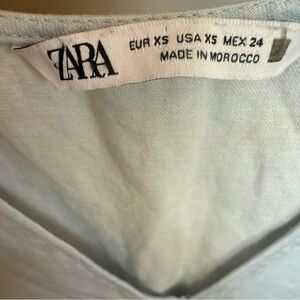 ZARA
EUR XS USA XS MEX 24
MADE IN MOROCCO